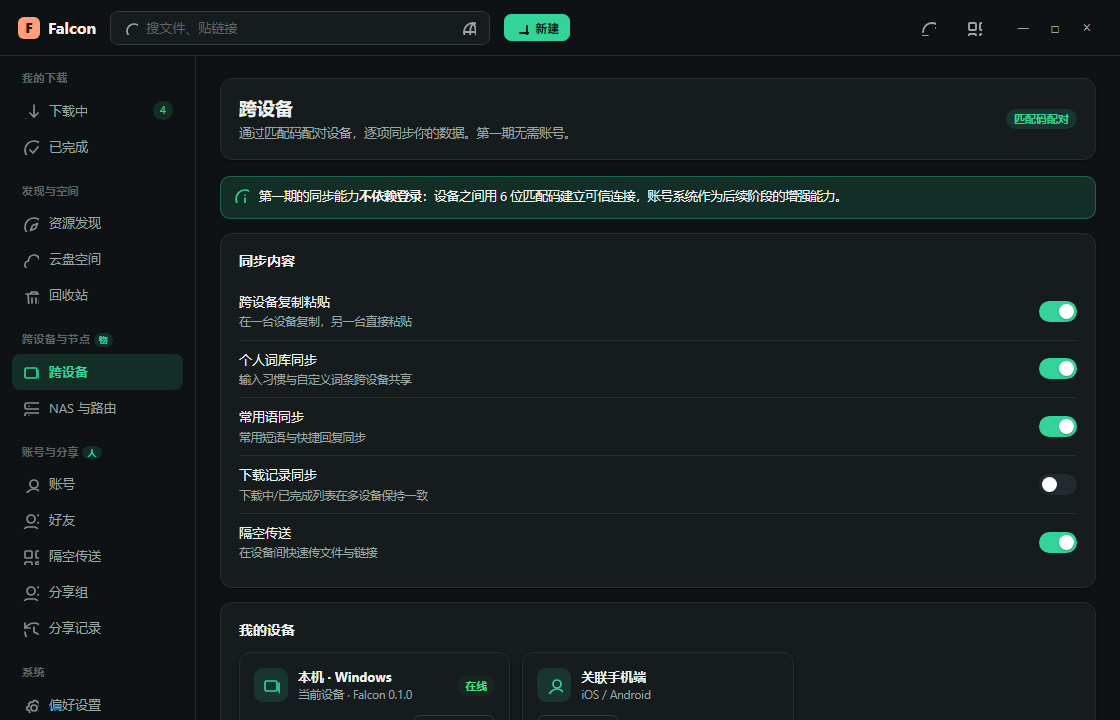 F Falcon
搜文件、贴链接
新建
我的下载
下载中
4
已完成
发现与空间
资源发现
云盘空间
回收站
跨设备与节点 物
跨设备
NAS 与路由
账号与分享 人
账号
好友
隔空传送
分享组
分享记录
系统
偏好设置
跨设备
通过匹配码配对设备，逐项同步你的数据。第一期无需账号。
匹配码配对
第一期的同步能力不依赖登录：设备之间用 6 位匹配码建立可信连接，账号系统作为后续阶段的增强能力。
同步内容
跨设备复制粘贴
在一台设备复制，另一台直接粘贴
个人词库同步
输入习惯与自定义词条跨设备共享
常用语同步
常用短语与快捷回复同步
下载记录同步
下载中/已完成列表在多设备保持一致
隔空传送
在设备间快速传文件与链接
我的设备
本机 · Windows
当前设备 · Falcon 0.1.0
在线
关联手机端
iOS / Android